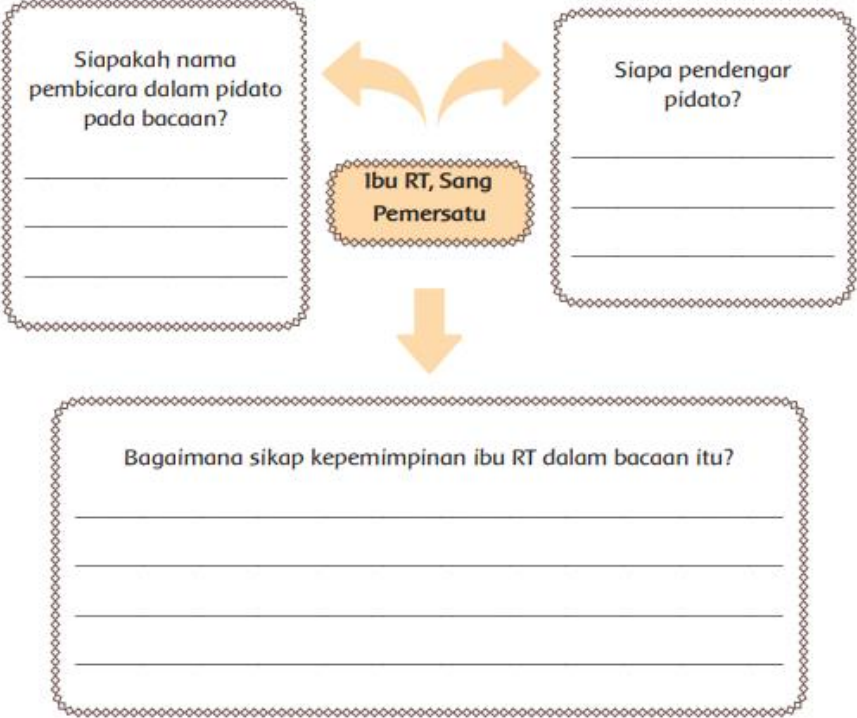 Siapakah nama
pembicara dalam pidato
pada bacaan?
Siapa pendengar
pidato?
Ibu RT, Sang
Pemersatu
Bagaimana sikap kepemimpinan ibu RT dalam bacaan itu?